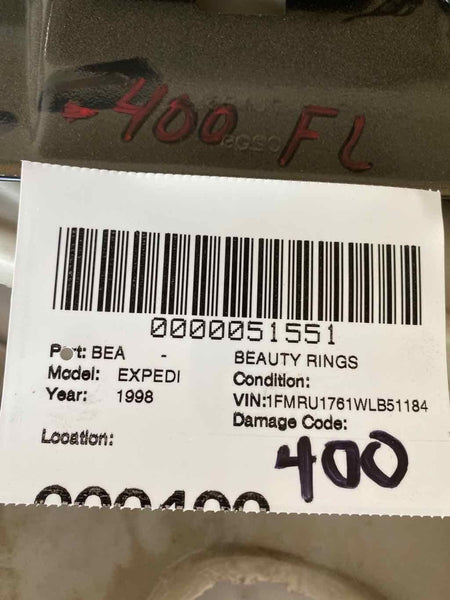 400 FL
0000051551
Part: BEA - BEAUTY RINGS
Model: EXPEDI Condition:
Year: 1998 VIN:1FMRU1761WLB51184
Damage Code:
Location:
400